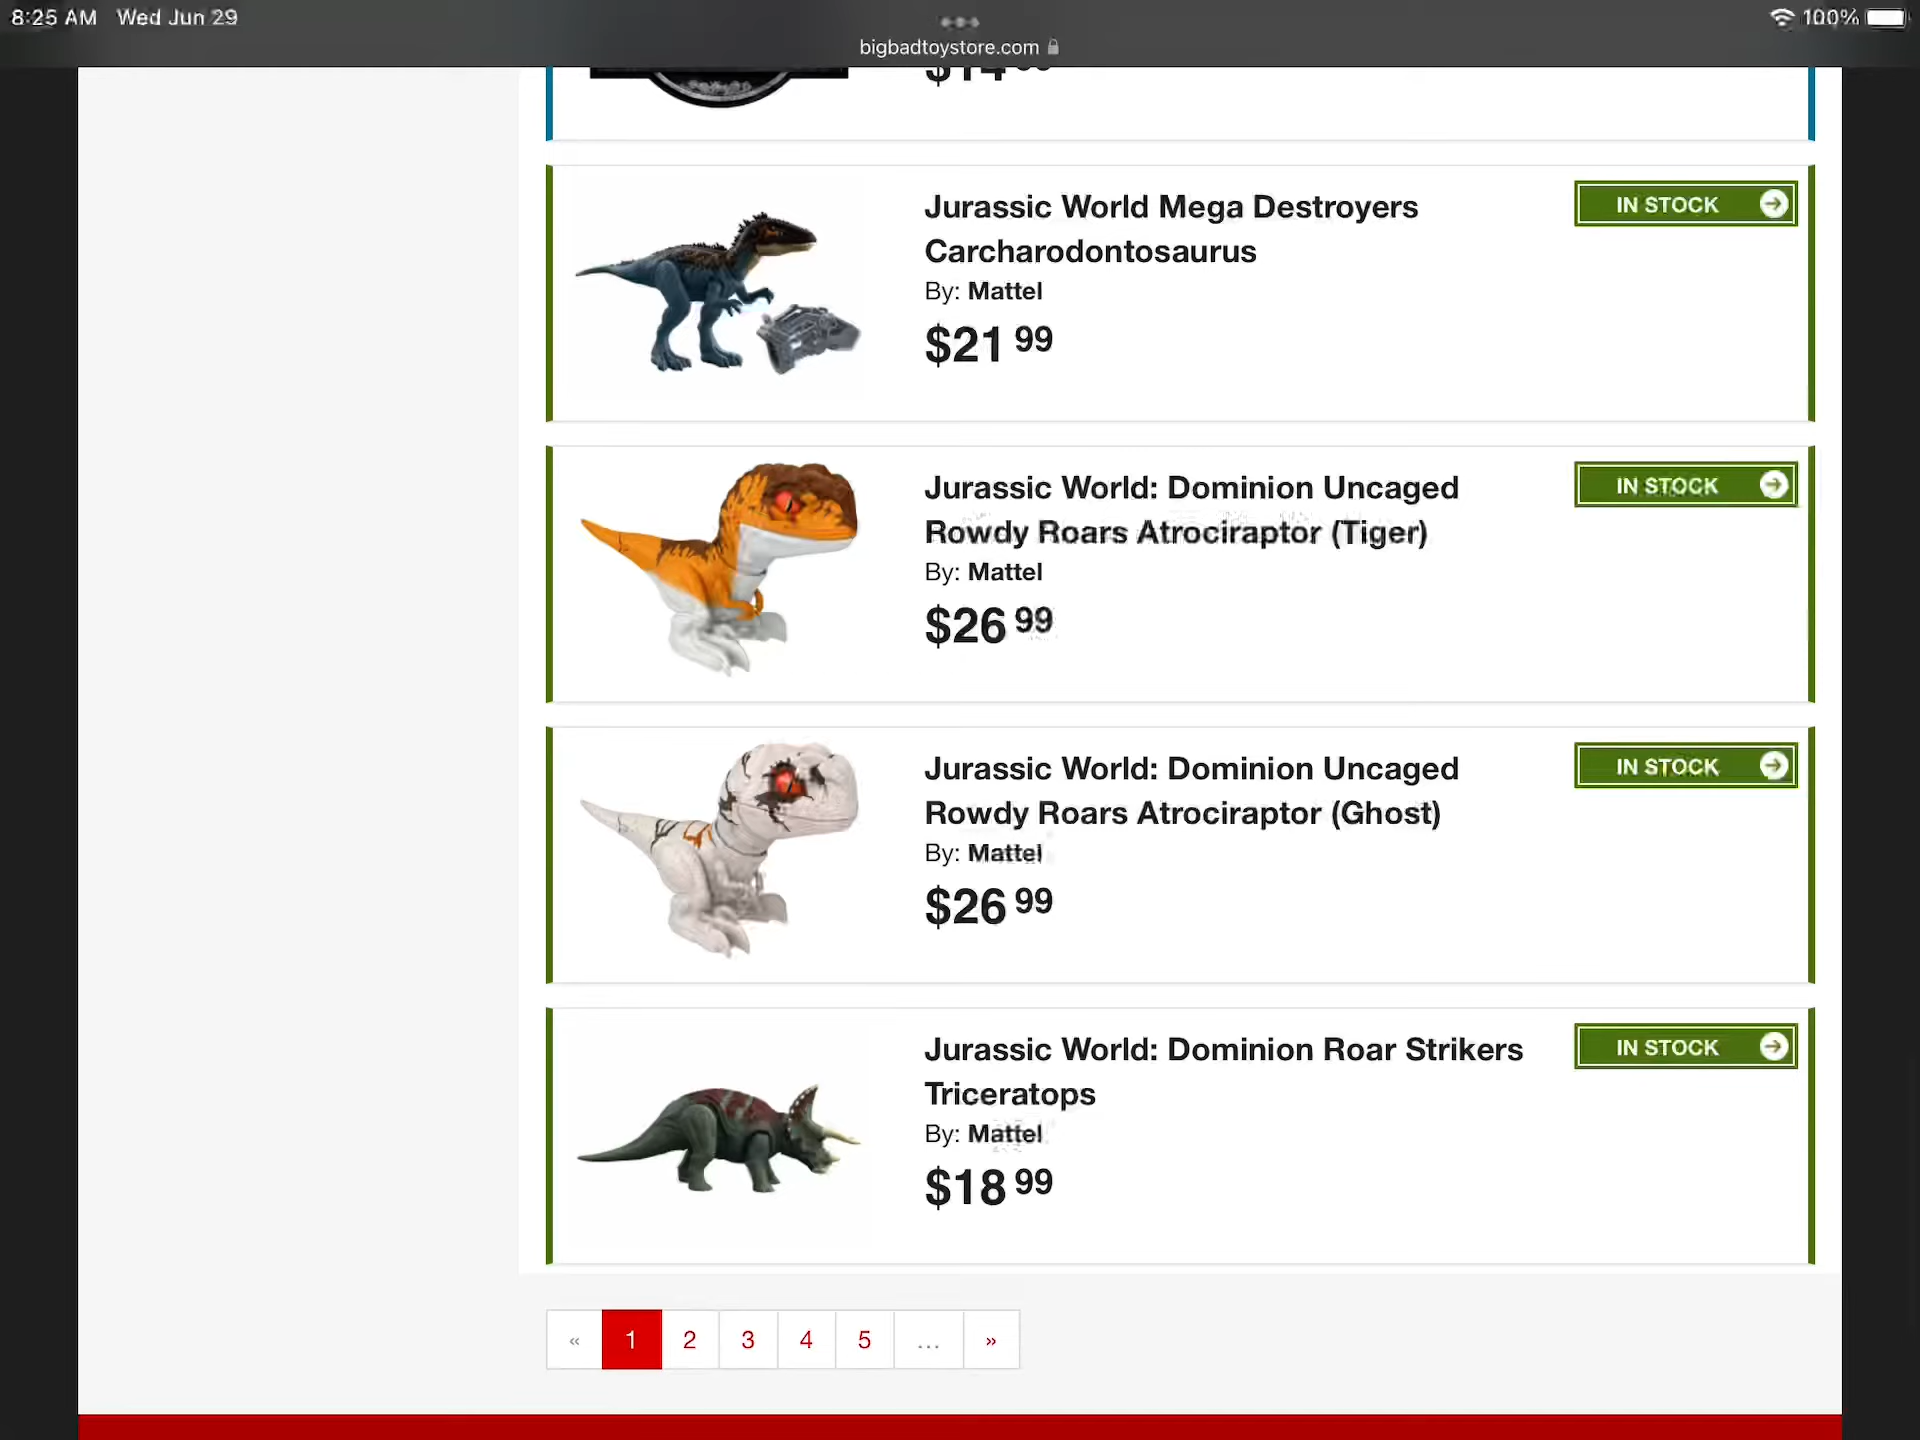 8:25 AM Wed Jun 29
100%
bigbadtoystore.com
Jurassic World Mega Destroyers
Carcharodontosaurus
By: Mattel
$21 99
IN STOCK
Jurassic World: Dominion Uncaged
Rowdy Roars Atrociraptor (Tiger)
By: Mattel
$26 99
IN STOCK
Jurassic World: Dominion Uncaged
Rowdy Roars Atrociraptor (Ghost)
By: Mattel
$26 99
IN STOCK
Jurassic World: Dominion Roar Strikers
Triceratops
By: Mattel
$18 99
IN STOCK
« 1 2 3 4 5 ... »